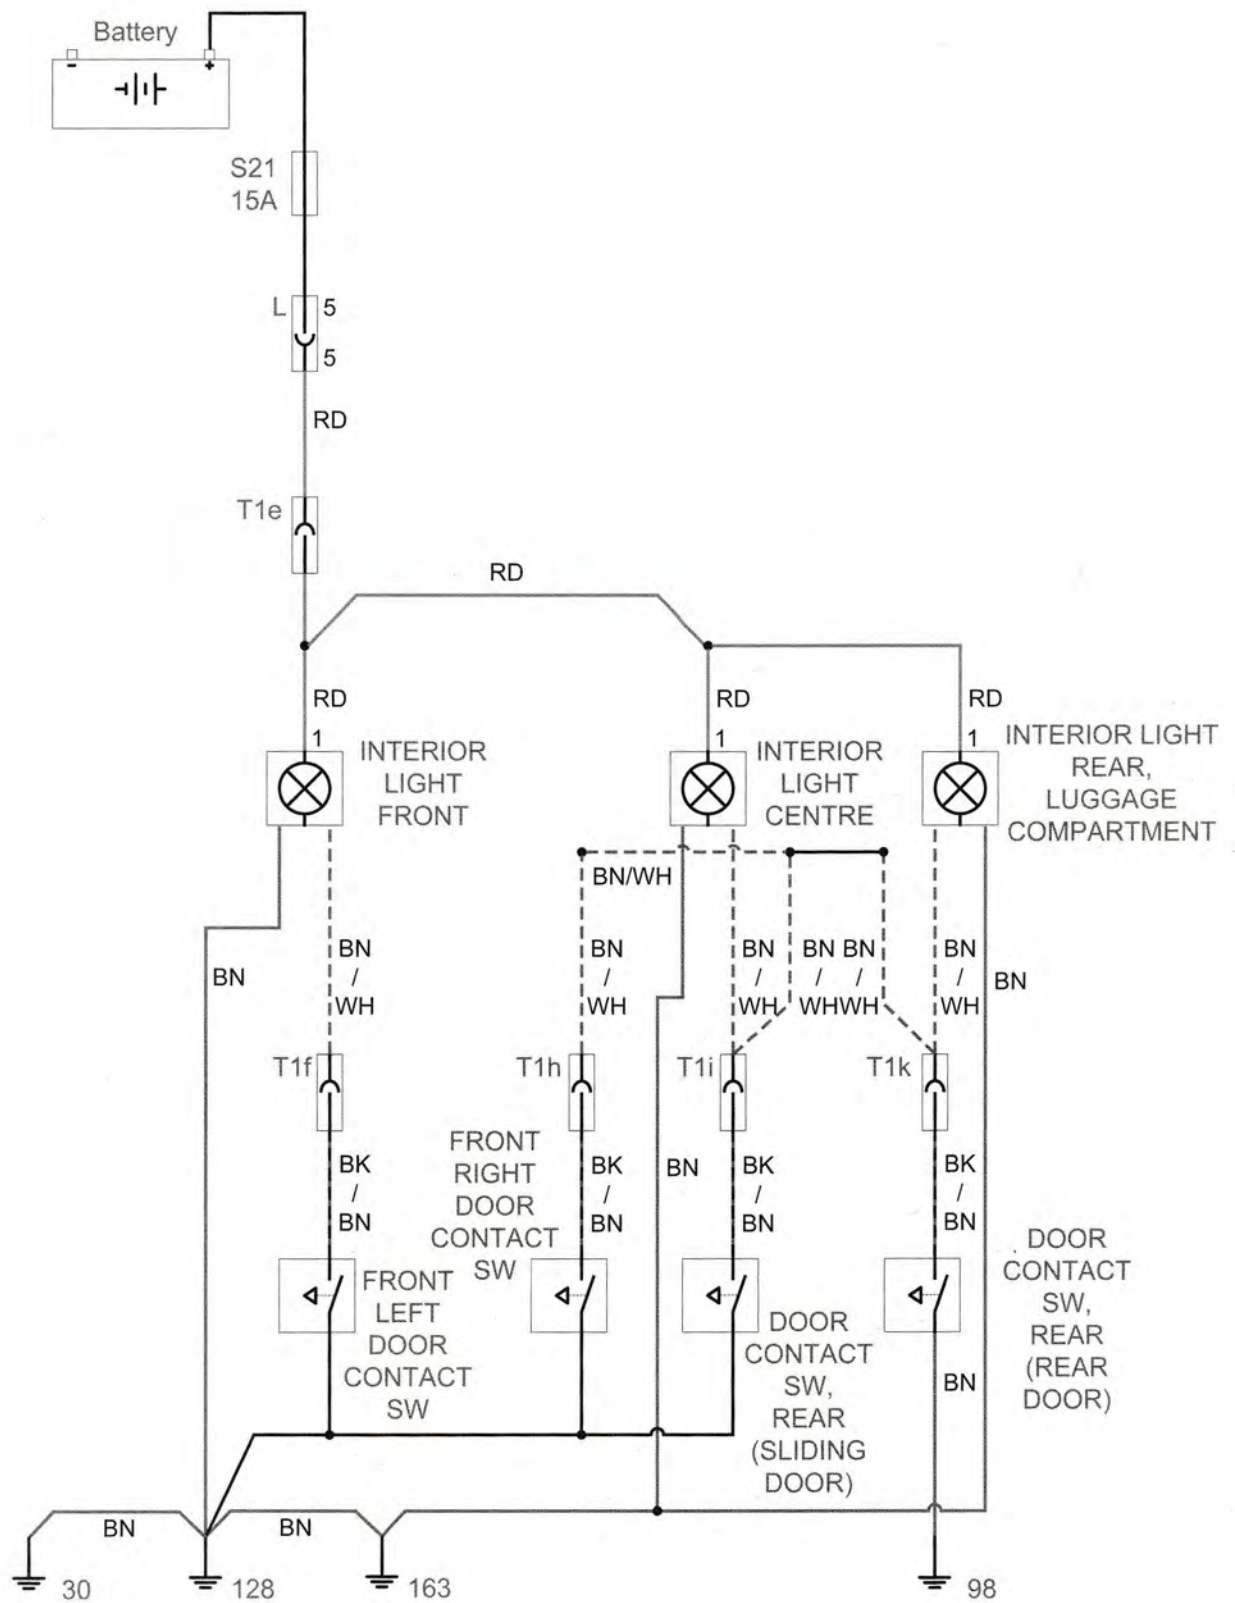 Battery
-
+
S21
15A
L
5
5
RD
T1e
RD
RD
RD
RD
1
1
1
INTERIOR
LIGHT
FRONT
INTERIOR
LIGHT
CENTRE
INTERIOR LIGHT
REAR,
LUGGAGE
COMPARTMENT
BN/WH
BN
BN
/
WH
BN
/
WH
BN
/
WH
BN
/
WH
BN
/
WH
BN
/
WH
BN
T1f
T1h
T1i
T1k
BK
/
BN
FRONT
RIGHT
DOOR
CONTACT
SW
BK
/
BN
BN
BK
/
BN
BK
/
BN
FRONT
LEFT
DOOR
CONTACT
SW
DOOR
CONTACT
SW,
REAR
(SLIDING
DOOR)
DOOR
CONTACT
SW,
REAR
(REAR
DOOR)
BN
BN
BN
30
128
163
98